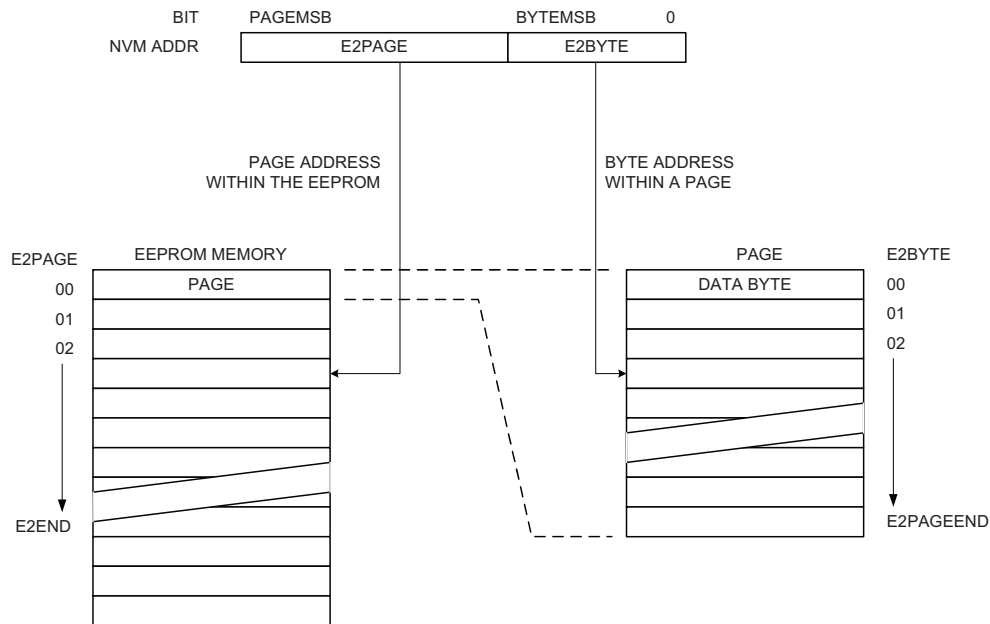 BIT PAGEMSB BYTEMSB 0
NVM ADDR E2PAGE E2BYTE
PAGE ADDRESS
WITHIN THE EEPROM
BYTE ADDRESS
WITHIN A PAGE
E2PAGE EEPROM MEMORY
00 PAGE
01
02
E2END
PAGE E2BYTE
DATA BYTE 00
01
02
E2PAGEEND